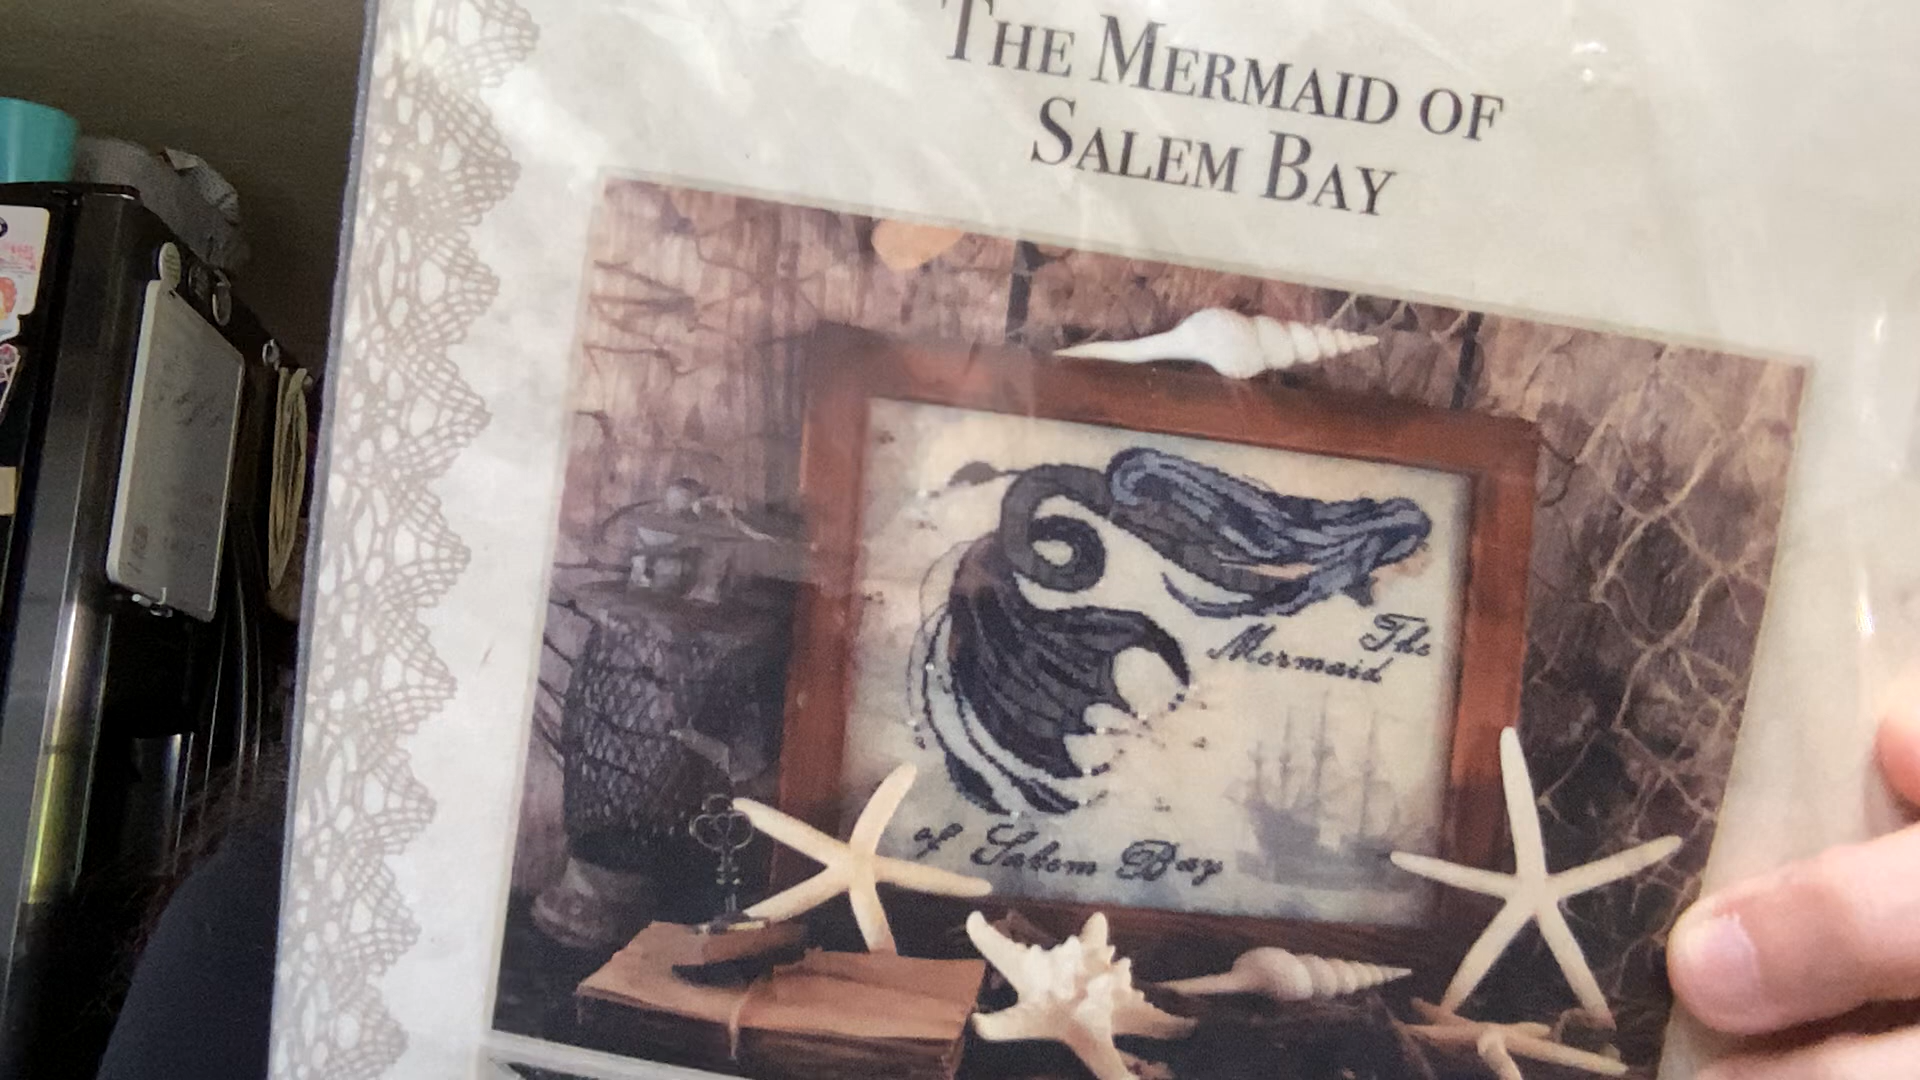 THE MERMAID OF
SALEM BAY
The
Mermaid
of Salem Bay